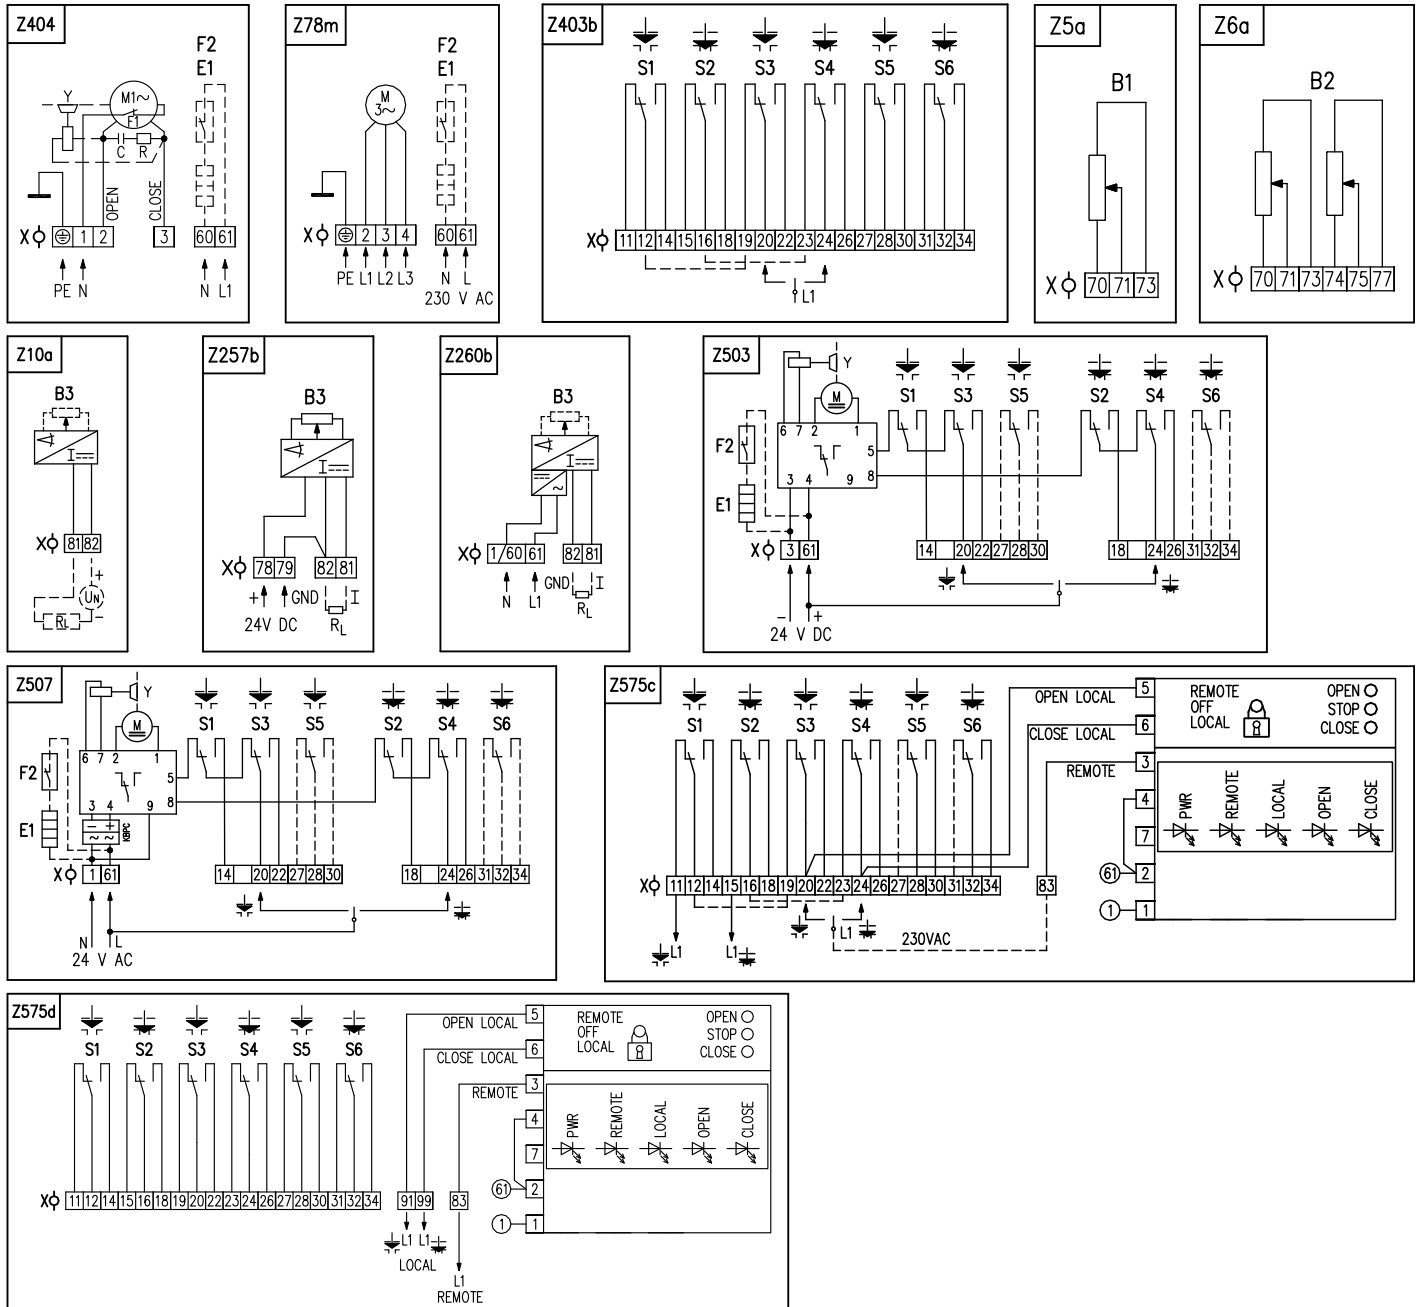 Z404
F2
E1
Y
M1~
F1
C R
OPEN
CLOSE
X 1 2 3 60 61
PE N N L1
Z78m
F2
E1
M
3~
X 2 3 4 60 61
PE L1 L2 L3 N L
230 V AC
Z403b
S1 S2 S3 S4 S5 S6
X 11 12 14 15 16 18 19 20 22 23 24 26 27 28 30 31 32 34
L1
Z5a
B1
X 70 71 73
Z6a
B2
X 70 71 73 74 75 77
Z10a
B3
I
X 81 82
+
UN
RL −
Z257b
B3
I
X 78 79 82 81
+ GND I
24V DC RL
Z260b
B3
I
~
X 1/60 61 82 81
GND I
N L1 RL
Z503
Y
S1 S3 S5 S2 S4 S6
M
6 7 2 1
F2 5
8
3 4 9
E1
X 3 61 14 20 22 27 28 30 18 24 26 31 32 34
− +
24 V DC
Z507
Y
S1 S3 S5 S2 S4 S6
M
6 7 2 1
F2 5
8
3 4 9
E1 − + KBPC
~ ~
X 1 61 14 20 22 27 28 30 18 24 26 31 32 34
N L
24 V AC
Z575c
S1 S2 S3 S4 S5 S6
OPEN LOCAL 5
CLOSE LOCAL 6
REMOTE 3
4
7
61 2
1 1
REMOTE
OFF
LOCAL
OPEN
STOP
CLOSE
PWR
REMOTE
LOCAL
OPEN
CLOSE
X 11 12 14 15 16 18 19 20 22 23 24 26 27 28 30 31 32 34 83
L1 L1 L1 230VAC
Z575d
S1 S2 S3 S4 S5 S6
OPEN LOCAL 5
CLOSE LOCAL 6
REMOTE 3
4
7
61 2
1 1
REMOTE
OFF
LOCAL
OPEN
STOP
CLOSE
PWR
REMOTE
LOCAL
OPEN
CLOSE
X 11 12 14 15 16 18 19 20 22 23 24 26 27 28 30 31 32 34 91 99 83
L1 L1
LOCAL
L1
REMOTE